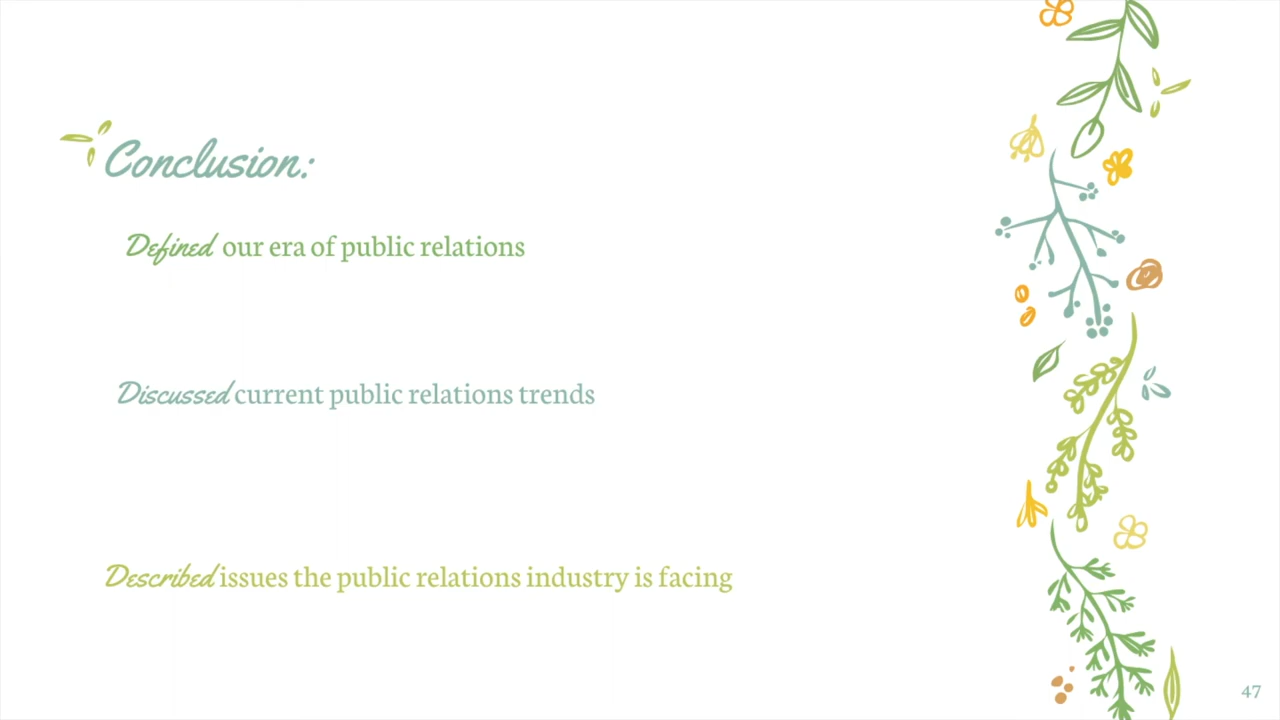 Conclusion:
Defined our era of public relations
Discussed current public relations trends
Described issues the public relations industry is facing
47